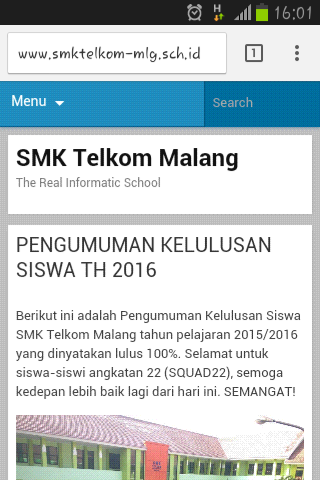 16:01
www.smktelkom-mlg.sch.id
1
Menu
Search
SMK Telkom Malang
The Real Informatic School
PENGUMUMAN KELULUSAN
SISWA TH 2016
Berikut ini adalah Pengumuman Kelulusan Siswa
SMK Telkom Malang tahun pelajaran 2015/2016
yang dinyatakan lulus 100%. Selamat untuk
siswa-siswi angkatan 22 (SQUAD22), semoga
kedepan lebih baik lagi dari hari ini. SEMANGAT!